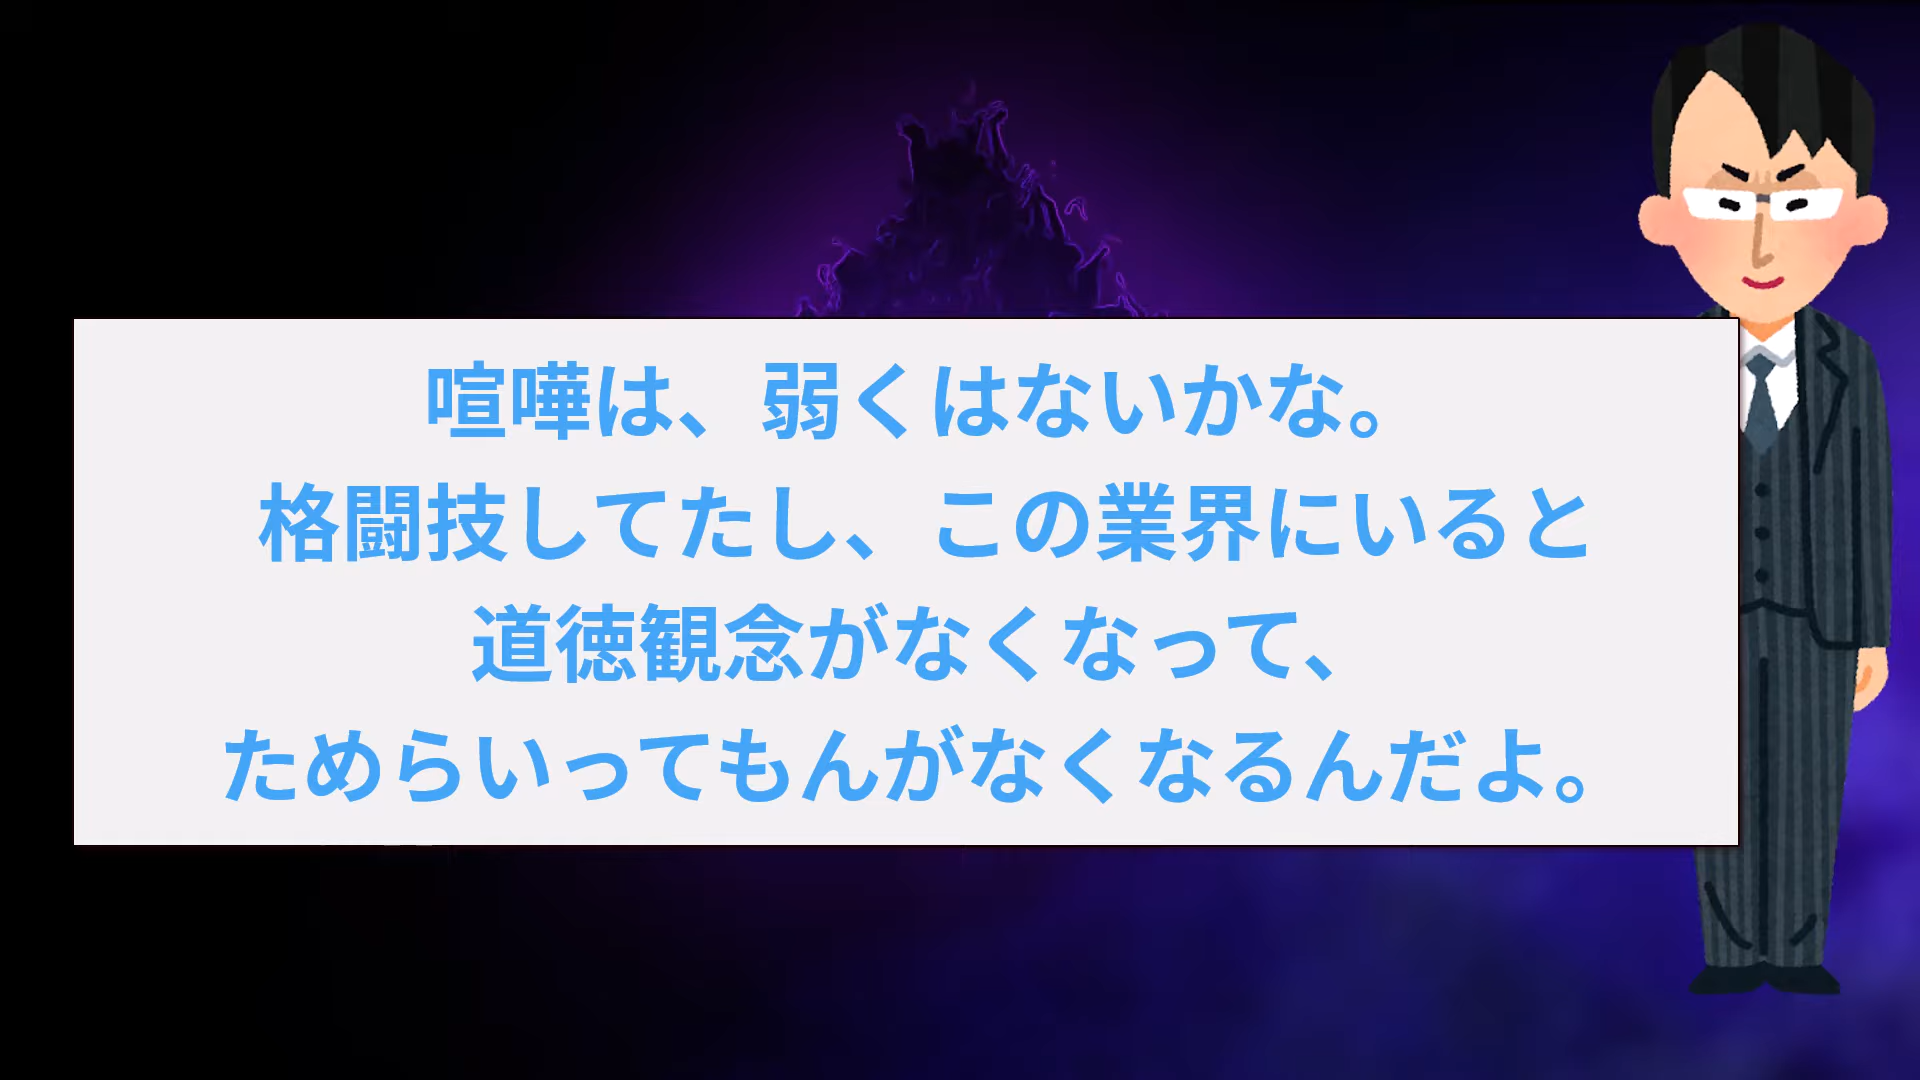 喧嘩は、弱くはないかな。
格闘技してたし、この業界にいると
道徳観念がなくなって、
ためらいってもんがなくなるんだよ。